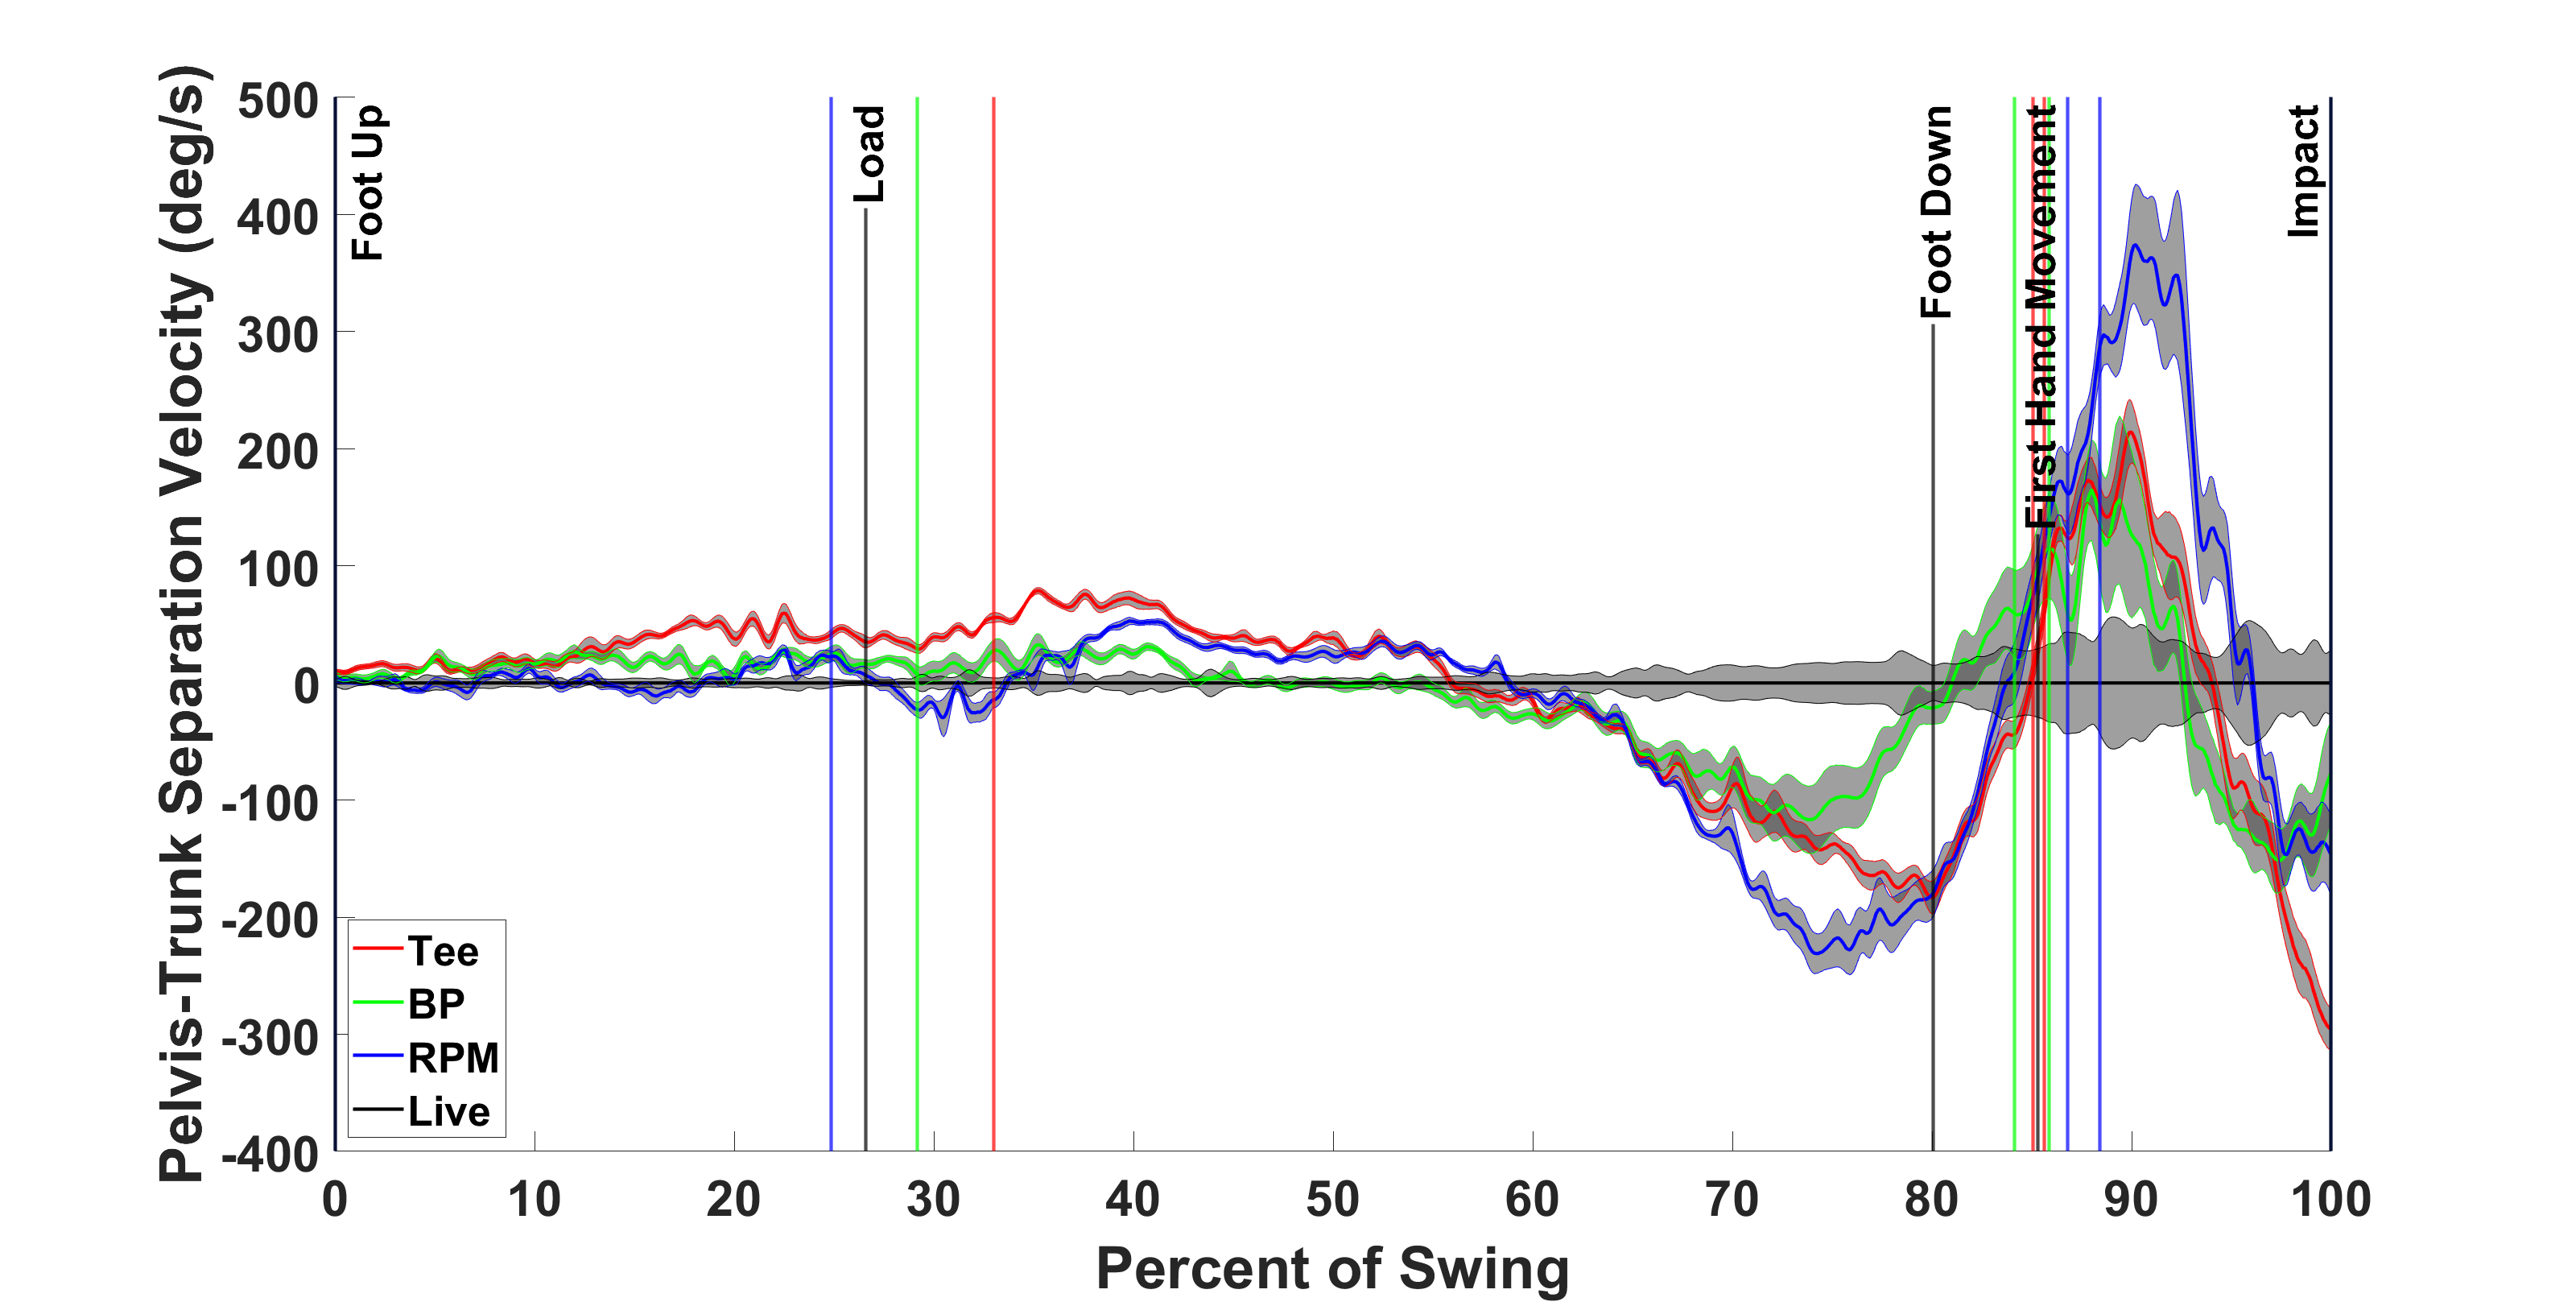 Pelvis-Trunk Separation Velocity (deg/s)
500
400
300
200
100
0
-100
-200
-300
-400
Foot Up
Load
Foot Down
First Hand Movement
Impact
Tee
BP
RPM
Live
0 10 20 30 40 50 60 70 80 90 100
Percent of Swing